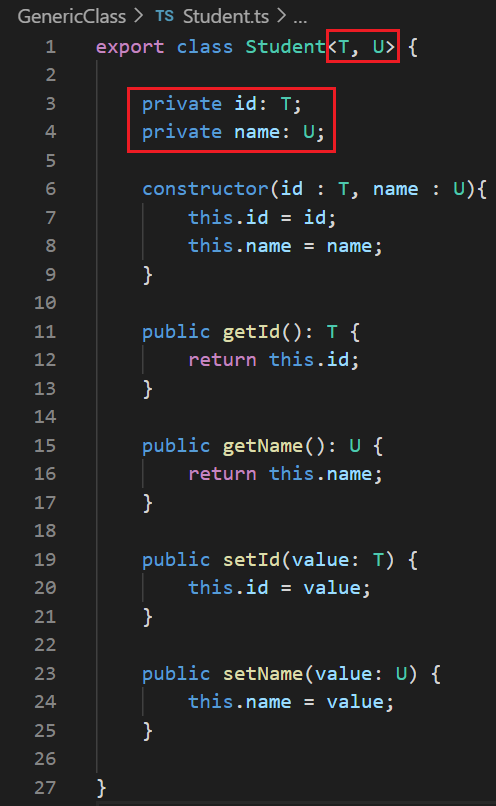 GenericClass > TS Student.ts > ...
1 export class Student<T, U> {
2
3     private id: T;
4     private name: U;
5
6     constructor(id : T, name : U){
7         this.id = id;
8         this.name = name;
9     }
10
11     public getId(): T {
12         return this.id;
13     }
14
15     public getName(): U {
16         return this.name;
17     }
18
19     public setId(value: T) {
20         this.id = value;
21     }
22
23     public setName(value: U) {
24         this.name = value;
25     }
26
27 }